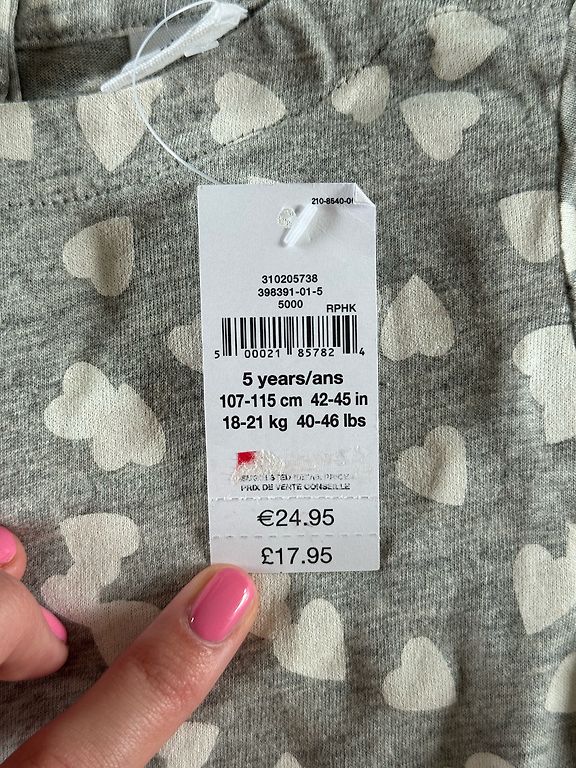 210-8540-0
310205738
398391-01-5
5000
RPHK
5 00021 85782 4
5 years/ans
107-115 cm 42-45 in
18-21 kg 40-46 lbs
PRIX DE VENTE CONSEILLE
€24.95
£17.95